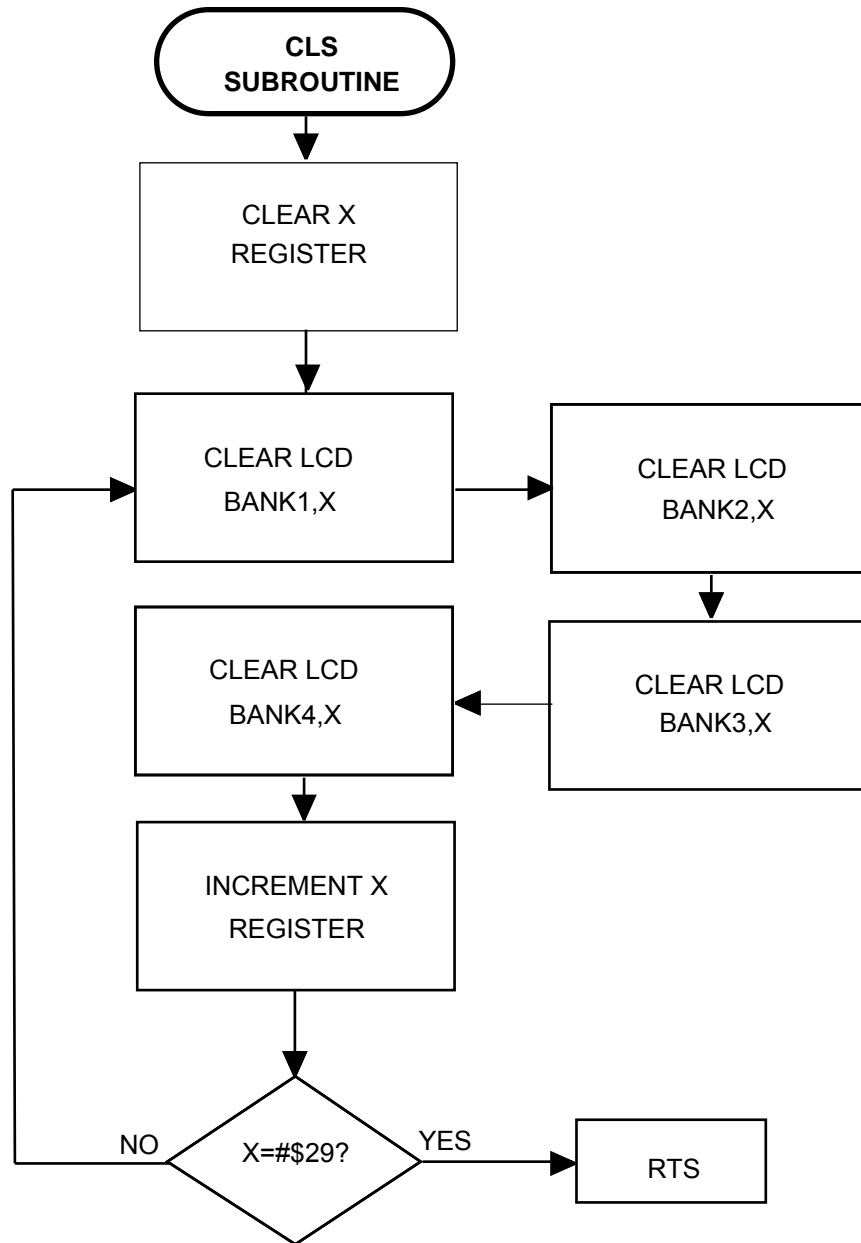 CLS
SUBROUTINE
CLEAR X
REGISTER
CLEAR LCD
BANK1,X
CLEAR LCD
BANK2,X
CLEAR LCD
BANK3,X
CLEAR LCD
BANK4,X
INCREMENT X
REGISTER
X=#$29?
NO
YES
RTS